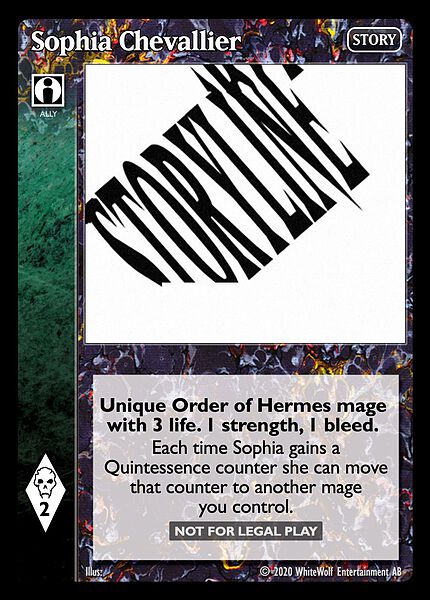 Sophia Chevallier
STORY
ALLY
STORYLINE
Unique Order of Hermes mage
with 3 life. 1 strength, 1 bleed.
Each time Sophia gains a
Quintessence counter she can move
that counter to another mage
you control.
2
NOT FOR LEGAL PLAY
Illus: © 2020 WhiteWolf Entertainment AB